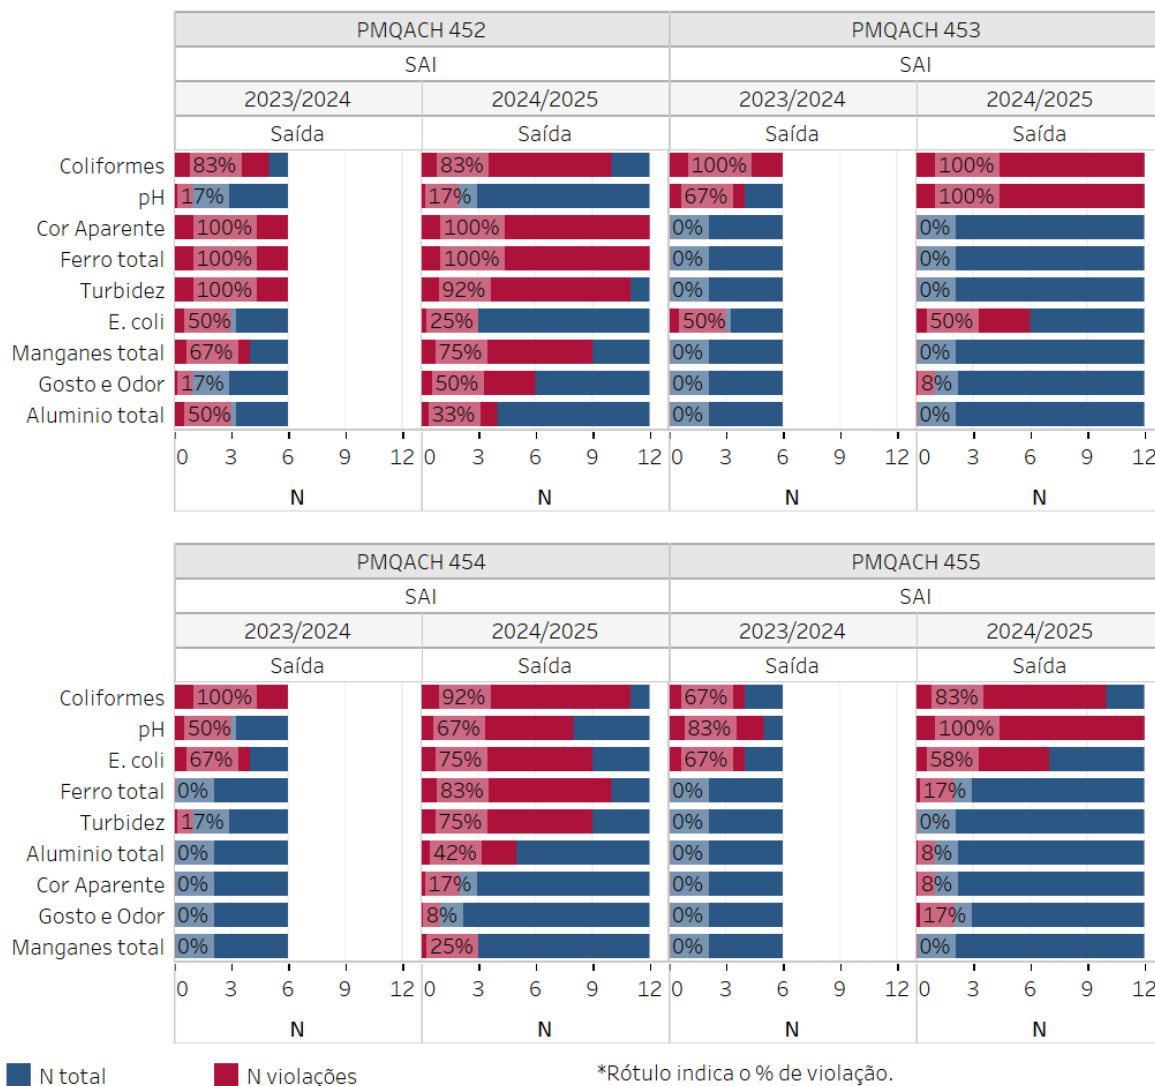 PMQACH 452 PMQACH 453
SAI SAI
2023/2024 2024/2025 2023/2024 2024/2025
Saída Saída Saída Saída
Coliformes 83% 83% 100% 100%
pH 17% 17% 67% 100%
Cor Aparente 100% 100% 0% 0%
Ferro total 100% 100% 0% 0%
Turbidez 100% 92% 0% 0%
E. coli 50% 25% 50% 50%
Manganes total 67% 75% 0% 0%
Gosto e Odor 17% 50% 0% 8%
Aluminio total 50% 33% 0% 0%
0 3 6 9 12 0 3 6 9 12 0 3 6 9 12 0 3 6 9 12
N N N N
PMQACH 454 PMQACH 455
SAI SAI
2023/2024 2024/2025 2023/2024 2024/2025
Saída Saída Saída Saída
Coliformes 100% 92% 67% 83%
pH 50% 67% 83% 100%
E. coli 67% 75% 67% 58%
Ferro total 0% 83% 0% 17%
Turbidez 17% 75% 0% 0%
Aluminio total 0% 42% 0% 8%
Cor Aparente 0% 17% 0% 8%
Gosto e Odor 0% 8% 0% 17%
Manganes total 0% 25% 0% 0%
0 3 6 9 12 0 3 6 9 12 0 3 6 9 12 0 3 6 9 12
N N N N
N total N violações *Rótulo indica o % de violação.